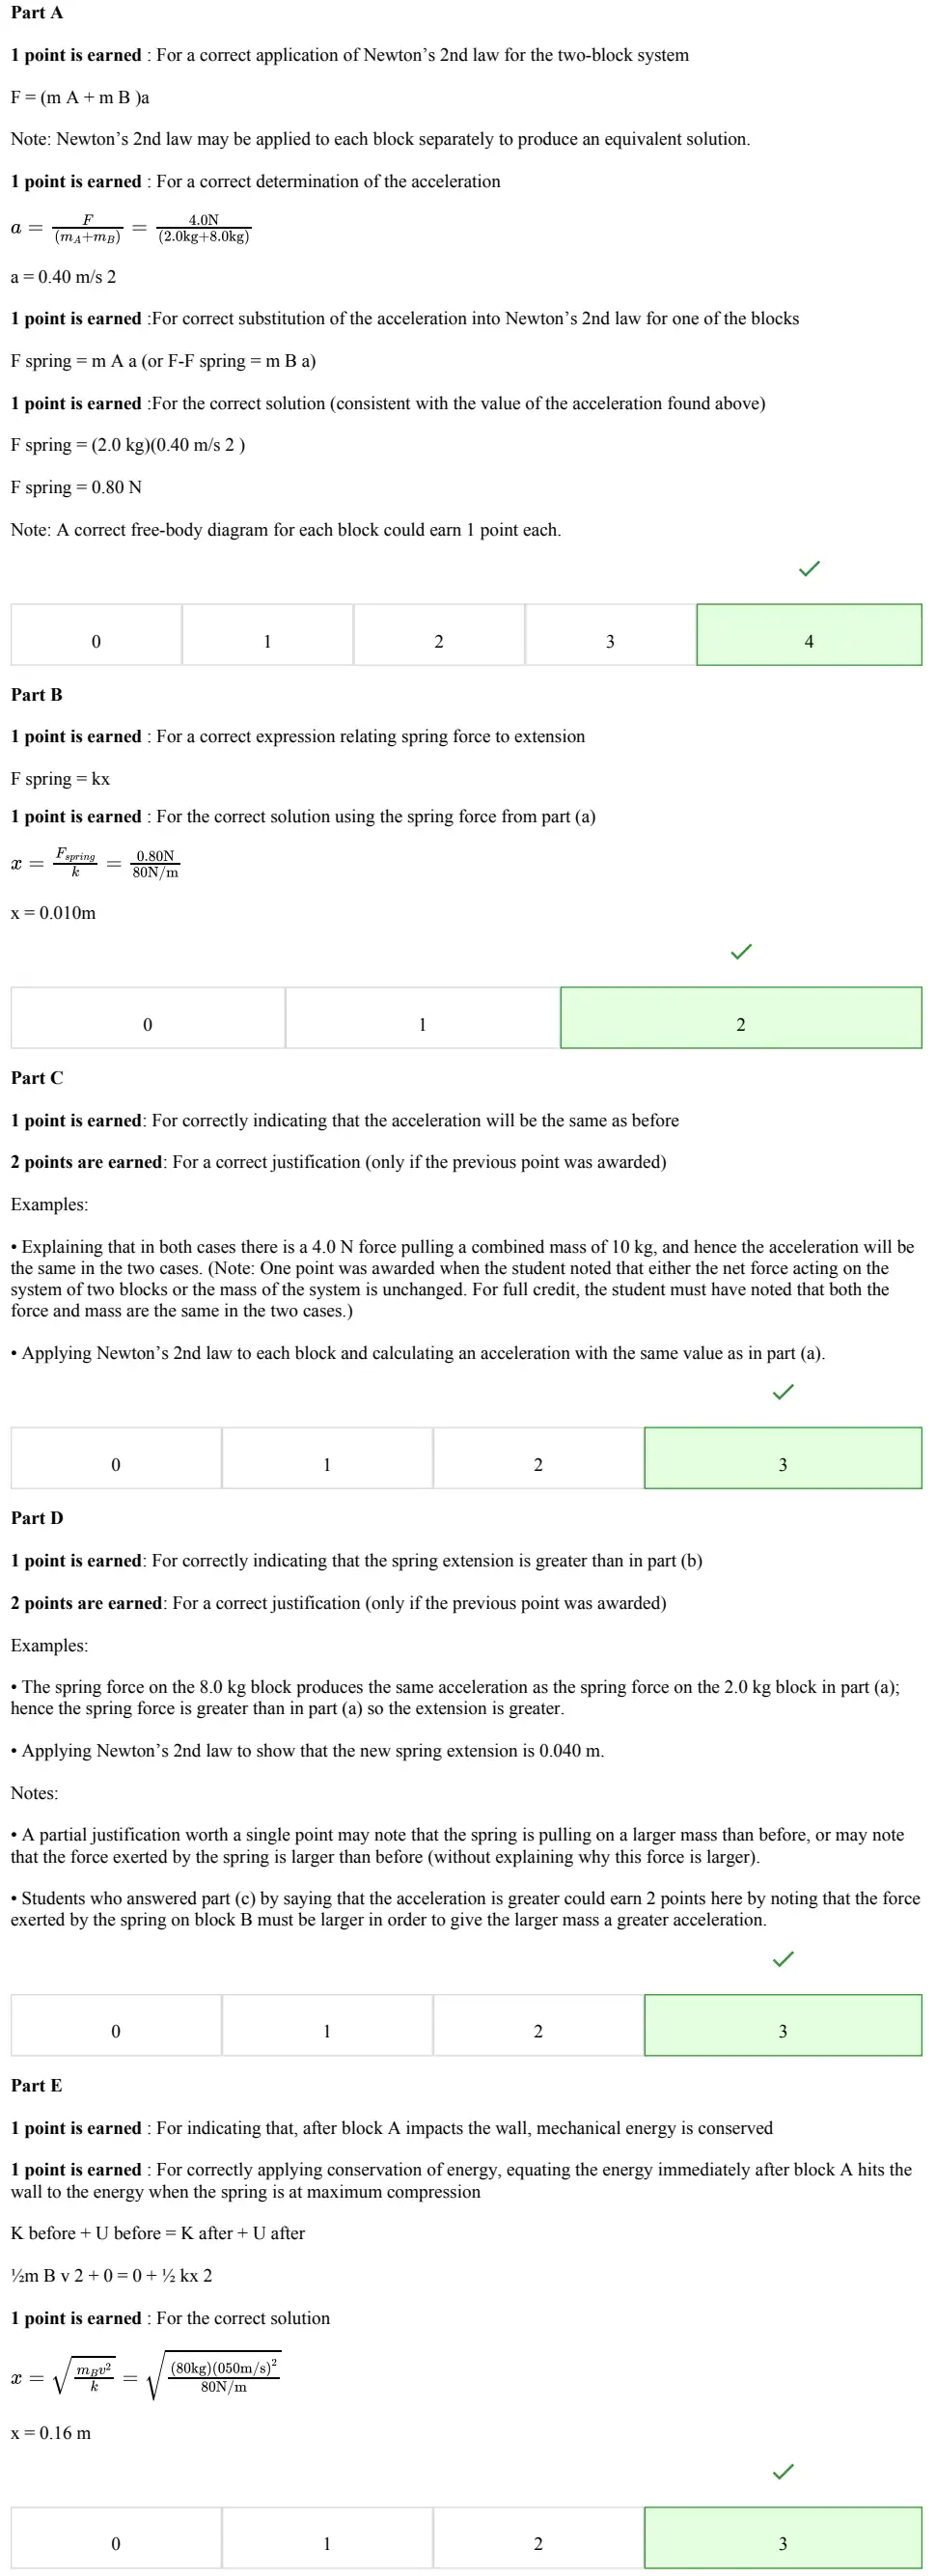 Part A
1 point is earned : For a correct application of Newton’s 2nd law for the two-block system
F = (m A + m B )a
Note: Newton’s 2nd law may be applied to each block separately to produce an equivalent solution.
1 point is earned : For a correct determination of the acceleration
a = F/(m_A+m_B) = 4.0N/(2.0kg+8.0kg)
a = 0.40 m/s 2
1 point is earned :For correct substitution of the acceleration into Newton’s 2nd law for one of the blocks
F spring = m A a (or F-F spring = m B a)
1 point is earned :For the correct solution (consistent with the value of the acceleration found above)
F spring = (2.0 kg)(0.40 m/s 2 )
F spring = 0.80 N
Note: A correct free-body diagram for each block could earn 1 point each.
✓
0 1 2 3 4
Part B
1 point is earned : For a correct expression relating spring force to extension
F spring = kx
1 point is earned : For the correct solution using the spring force from part (a)
x = F_spring/k = 0.80N/80N/m
x = 0.010m
✓
0 1 2
Part C
1 point is earned: For correctly indicating that the acceleration will be the same as before
2 points are earned: For a correct justification (only if the previous point was awarded)
Examples:
• Explaining that in both cases there is a 4.0 N force pulling a combined mass of 10 kg, and hence the acceleration will be
the same in the two cases. (Note: One point was awarded when the student noted that either the net force acting on the
system of two blocks or the mass of the system is unchanged. For full credit, the student must have noted that both the
force and mass are the same in the two cases.)
• Applying Newton’s 2nd law to each block and calculating an acceleration with the same value as in part (a).
✓
0 1 2 3
Part D
1 point is earned: For correctly indicating that the spring extension is greater than in part (b)
2 points are earned: For a correct justification (only if the previous point was awarded)
Examples:
• The spring force on the 8.0 kg block produces the same acceleration as the spring force on the 2.0 kg block in part (a);
hence the spring force is greater than in part (a) so the extension is greater.
• Applying Newton’s 2nd law to show that the new spring extension is 0.040 m.
Notes:
• A partial justification worth a single point may note that the spring is pulling on a larger mass than before, or may note
that the force exerted by the spring is larger than before (without explaining why this force is larger).
• Students who answered part (c) by saying that the acceleration is greater could earn 2 points here by noting that the force
exerted by the spring on block B must be larger in order to give the larger mass a greater acceleration.
✓
0 1 2 3
Part E
1 point is earned : For indicating that, after block A impacts the wall, mechanical energy is conserved
1 point is earned : For correctly applying conservation of energy, equating the energy immediately after block A hits the
wall to the energy when the spring is at maximum compression
K before + U before = K after + U after
½m B v 2 + 0 = 0 + ½ kx 2
1 point is earned : For the correct solution
x = √(m_B v²/k) = √((80kg)(050m/s)²/80N/m)
x = 0.16 m
✓
0 1 2 3